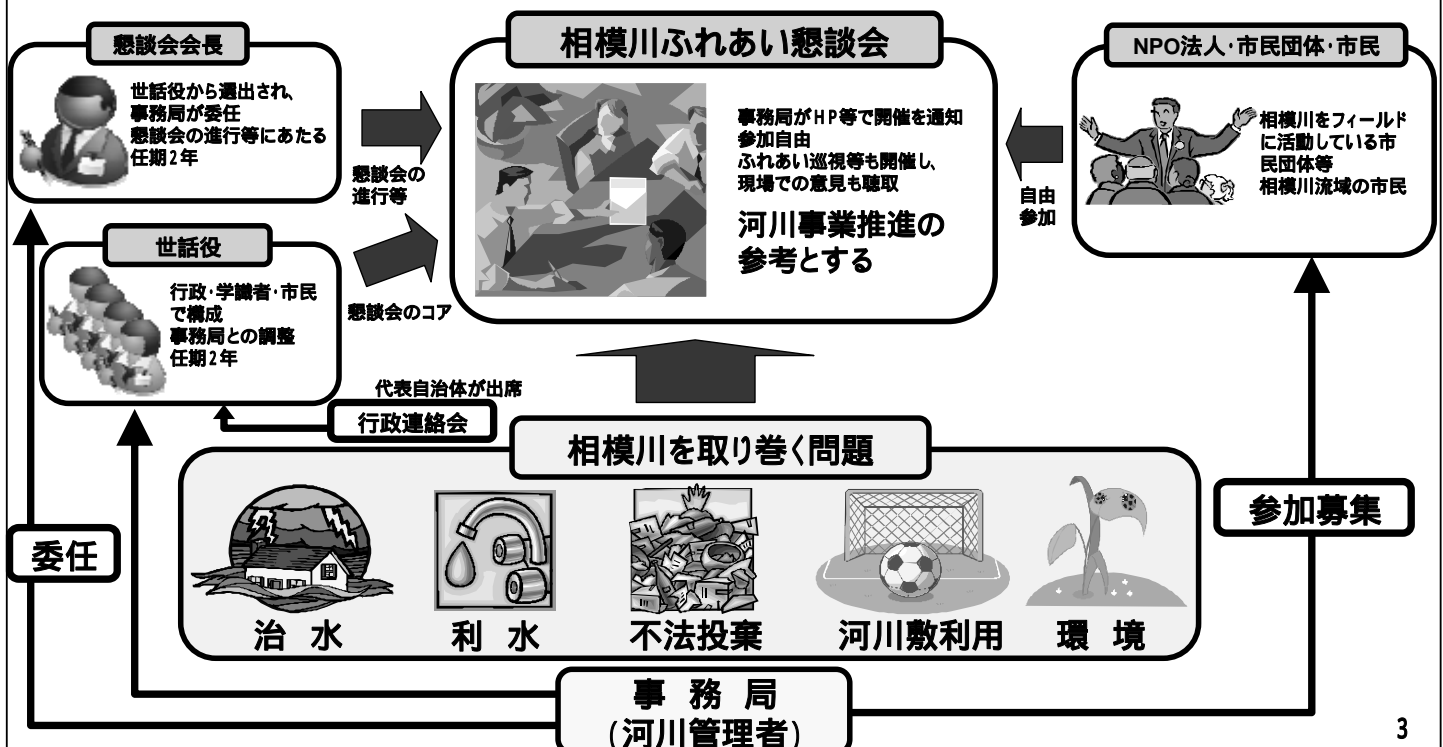 相模川ふれあい懇談会
懇談会会長
世話役から選出され、
事務局が委任
懇談会の進行等にあたる
任期2年
懇談会の
進行等
事務局がHP等で開催を通知
参加自由
ふれあい巡視等も開催し、
現場での意見も聴取
河川事業推進の
参考とする
NPO法人・市民団体・市民
相模川をフィールド
に活動している市
民団体等
相模川流域の市民
自由
参加
世話役
行政・学識者・市民
で構成
事務局との調整
任期2年
懇談会のコア
代表自治体が出席
行政連絡会
相模川を取り巻く問題
治 水
利 水
不法投棄
河川敷利用
環 境
委任
参加募集
事 務 局
(河川管理者)
3